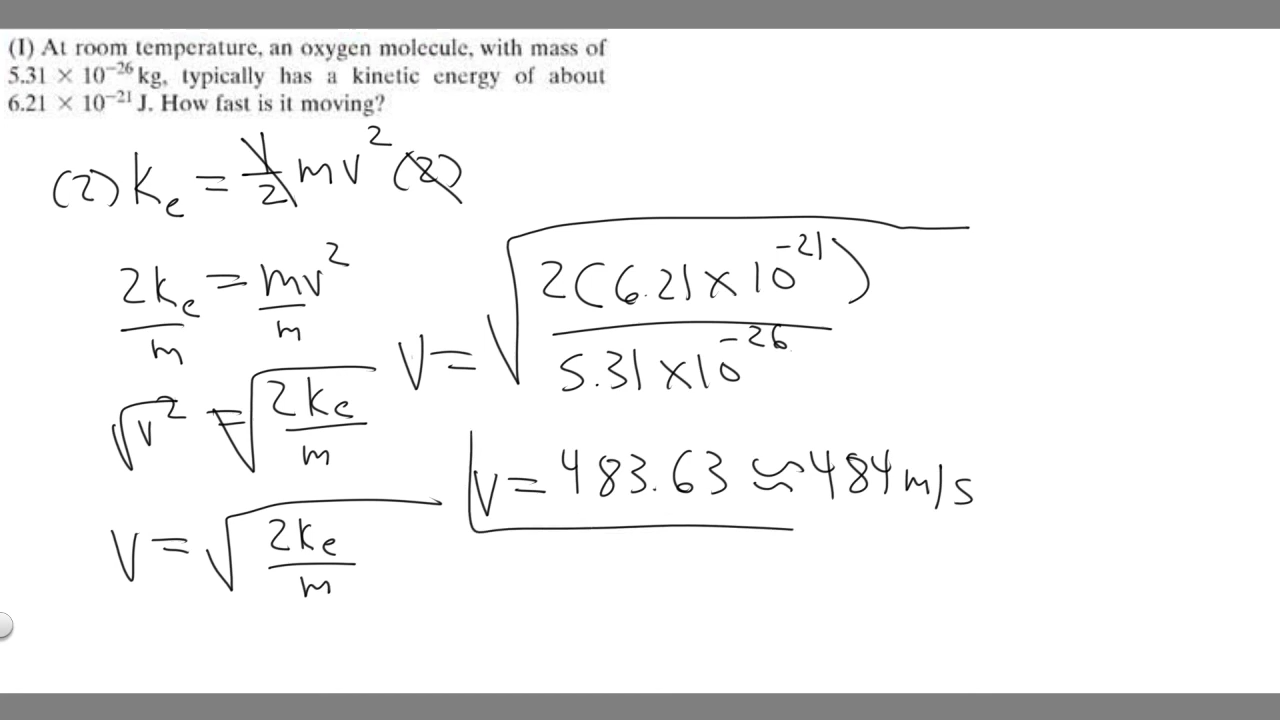 (I) At room temperature, an oxygen molecule, with mass of
5.31 × 10⁻²⁶ kg, typically has a kinetic energy of about
6.21 × 10⁻²¹ J. How fast is it moving?
(2) Ke = 1/2 mv² (2)
2Ke/m = mv²/m
√v² = √(2Ke/m)
v = √(2Ke/m)
v = √(2(6.21 × 10⁻²¹)/5.31 × 10⁻²⁶)
v = 483.63 ≈ 484 m/s